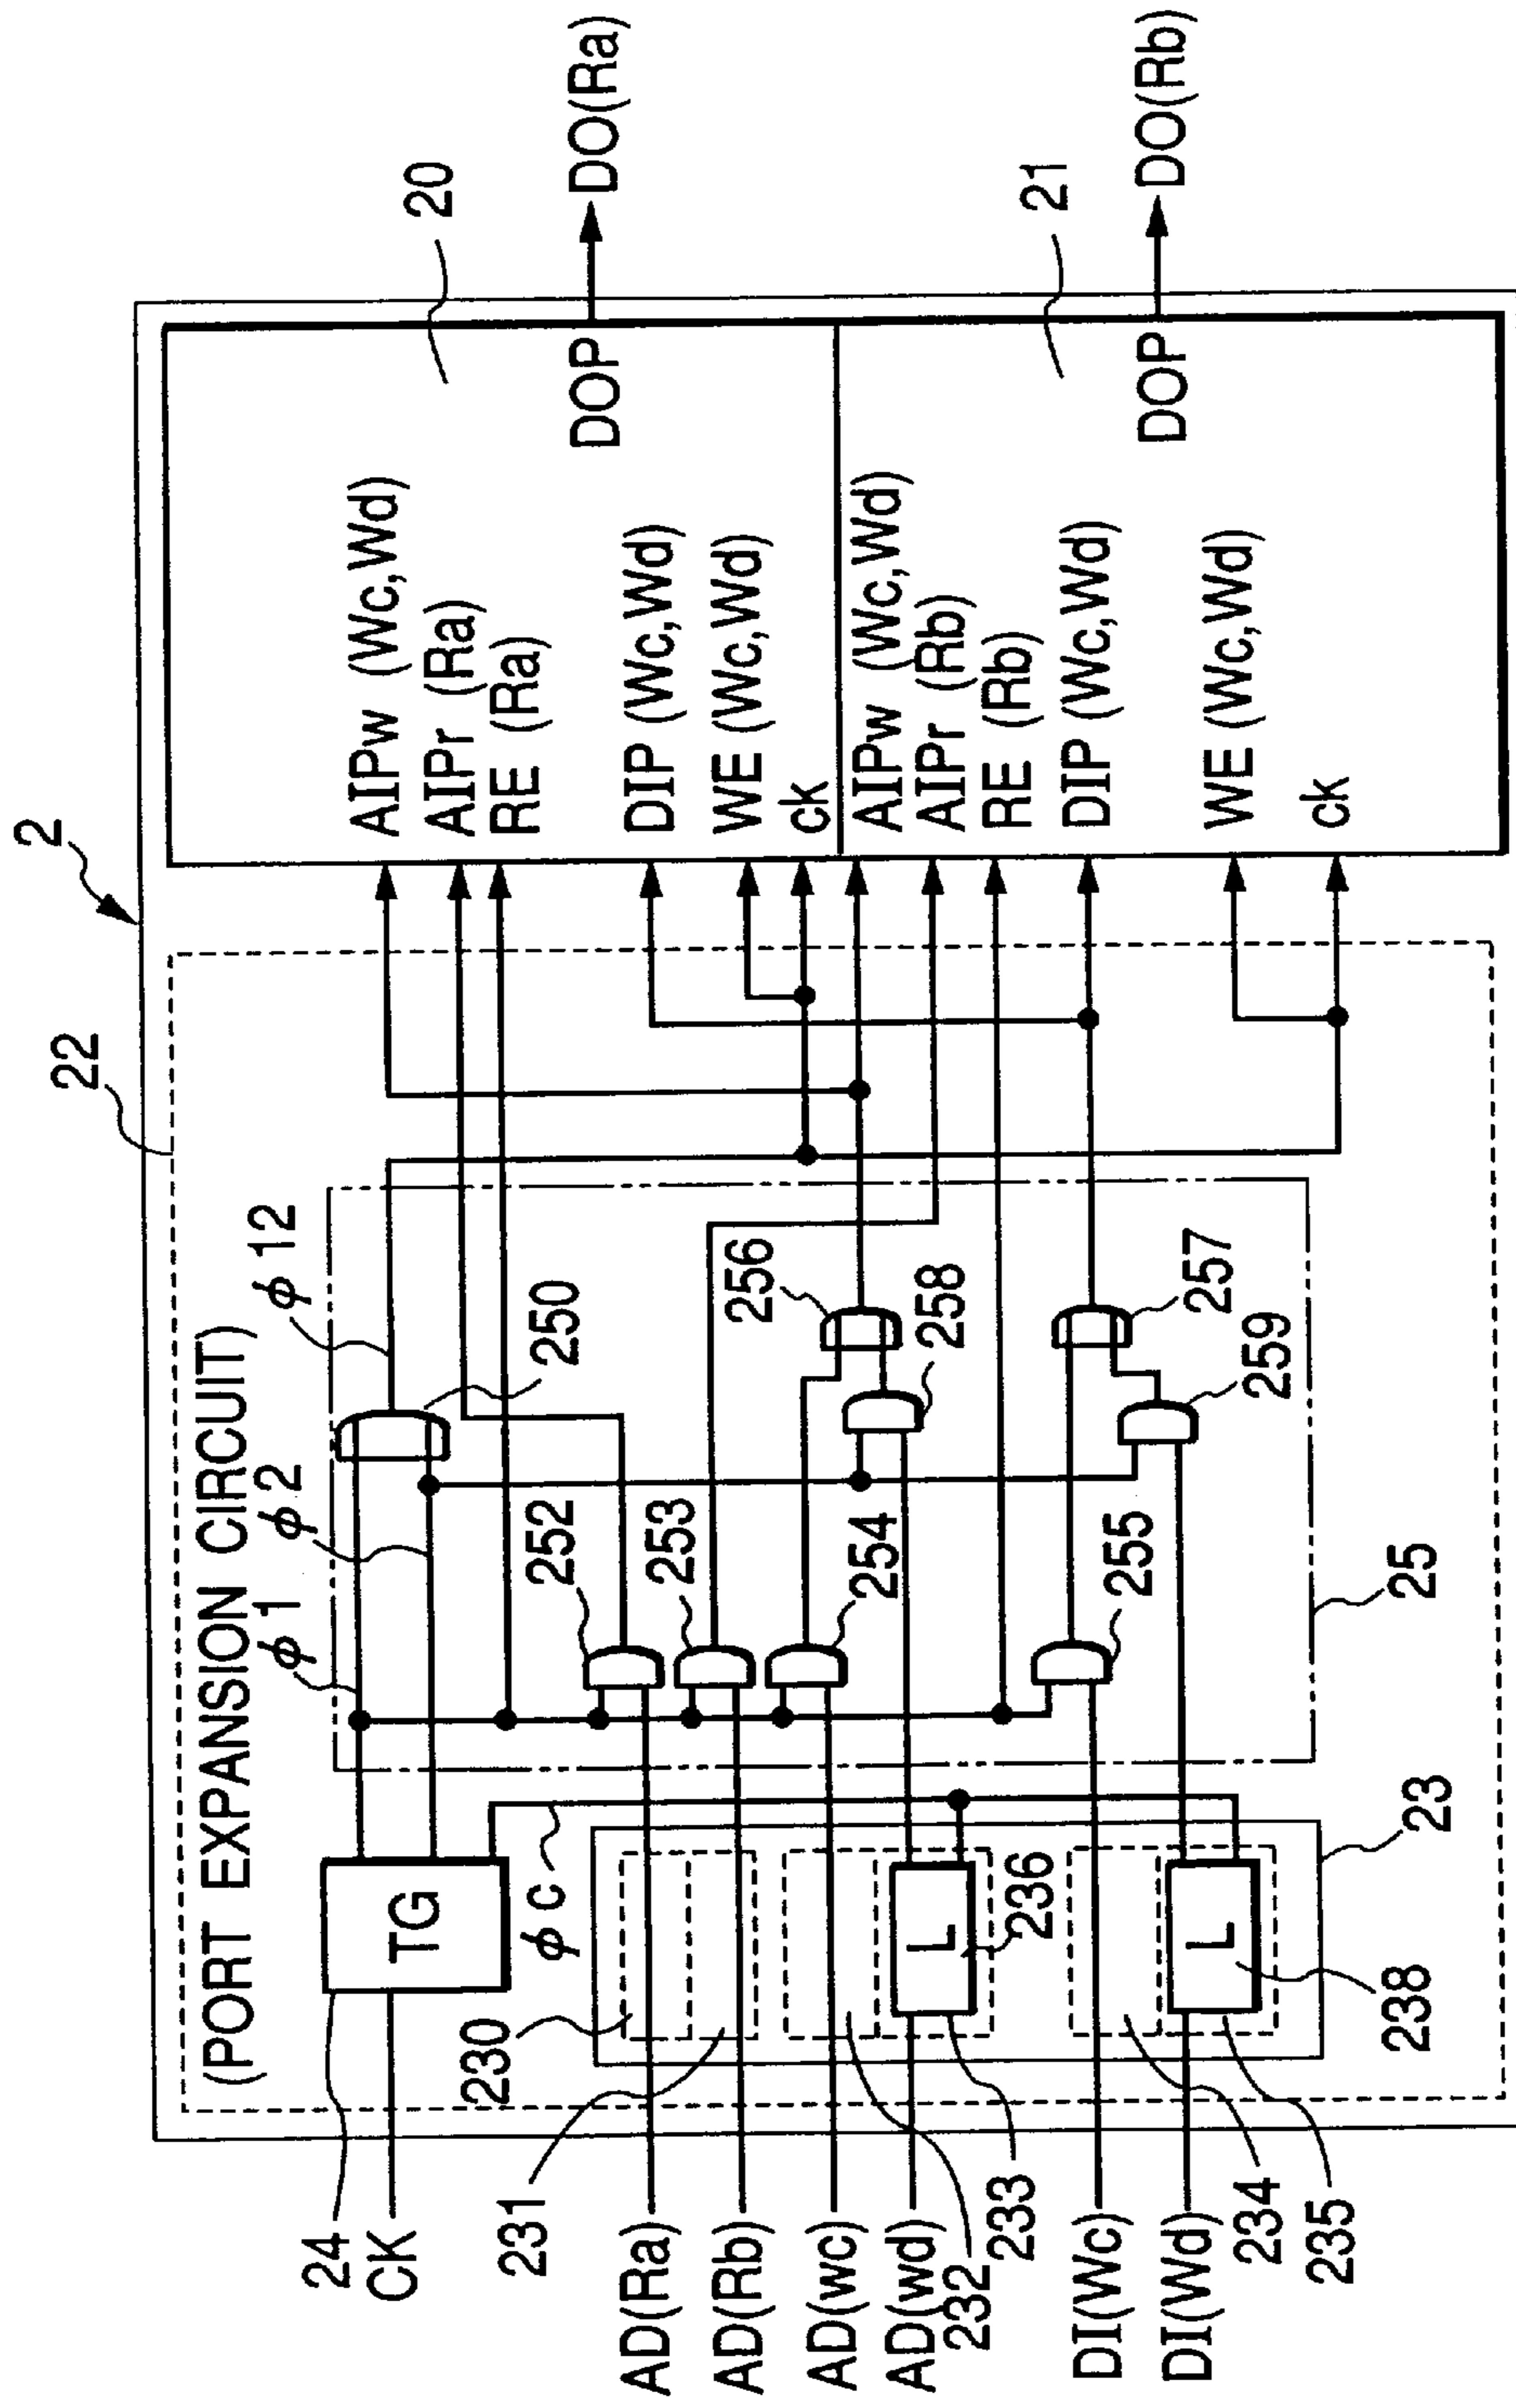 2
22
(PORT EXPANSION CIRCUIT)
φ1
φ2
φ12
250
24
TG
CK
φc
230
231
252
253
254
255
256
258
257
259
AD(Ra)
AD(Rb)
AD(wc)
AD(wd)
DI(Wc)
DI(Wd)
232
233
L
236
234
235
L
238
23
25
AIPw (Wc,Wd)
AIPr (Ra)
RE (Ra)
DIP (Wc,Wd)
WE (Wc,Wd)
ck
DOP
20
DO(Ra)
AIPw (Wc,Wd)
AIPr (Rb)
RE (Rb)
DIP (Wc,Wd)
WE (Wc,Wd)
ck
DOP
21
DO(Rb)